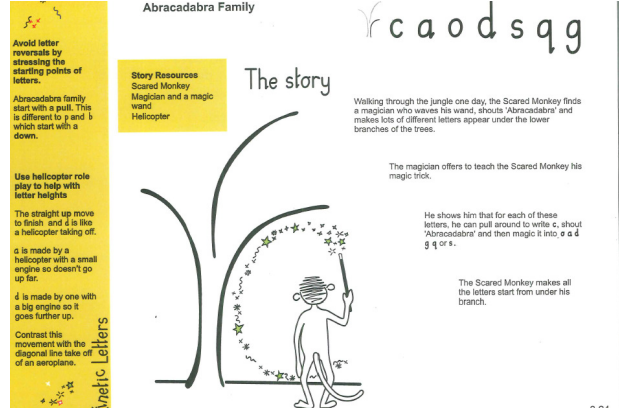 Abracadabra Family
c a o d s q g
Avoid letter
reversals by
stressing the
starting points of
letters.
Abracadabra family
start with a pull. This
is different to p and b
which start with a
down.
Use helicopter role
play to help with
letter heights
The straight up move
to finish and d is like
a helicopter taking off.
a is made by a
helicopter with a small
engine so doesn't go
up far.
d is made by one with
a big engine so it
goes further up.
Contrast this
movement with the
diagonal line take off
of an aeroplane.
Story Resources
Scared Monkey
Magician and a magic
wand
Helicopter
The story
Walking through the jungle one day, the Scared Monkey finds
a magician who waves his wand, shouts 'Abracadabra' and
makes lots of different letters appear under the lower
branches of the trees.
The magician offers to teach the Scared Monkey his
magic trick.
He shows him that for each of these
letters, he can pull around to write c, shout
'Abracadabra' and then magic it into o a d
g q or s.
The Scared Monkey makes all
the letters start from under his
branch.
netic Letters